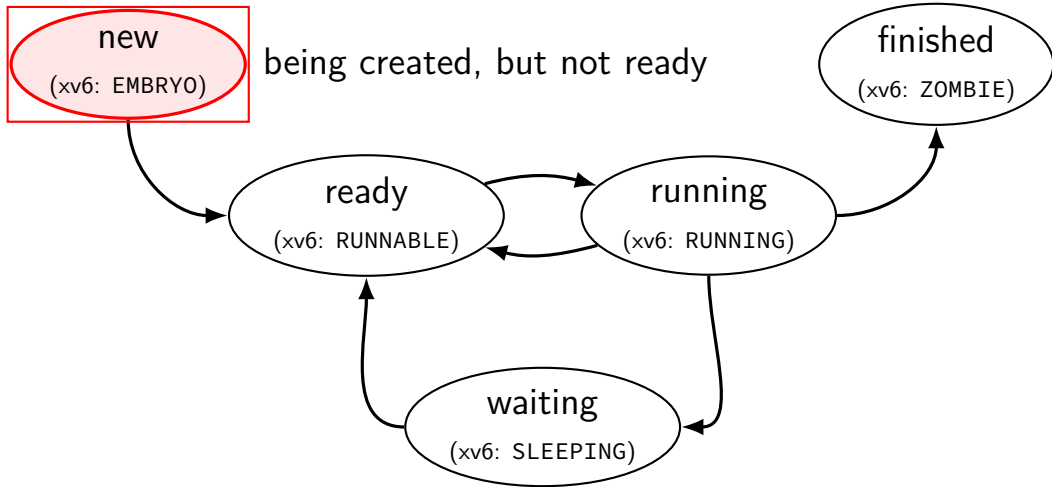 new
(xv6: EMBRYO)
being created, but not ready
finished
(xv6: ZOMBIE)
ready
(xv6: RUNNABLE)
running
(xv6: RUNNING)
waiting
(xv6: SLEEPING)